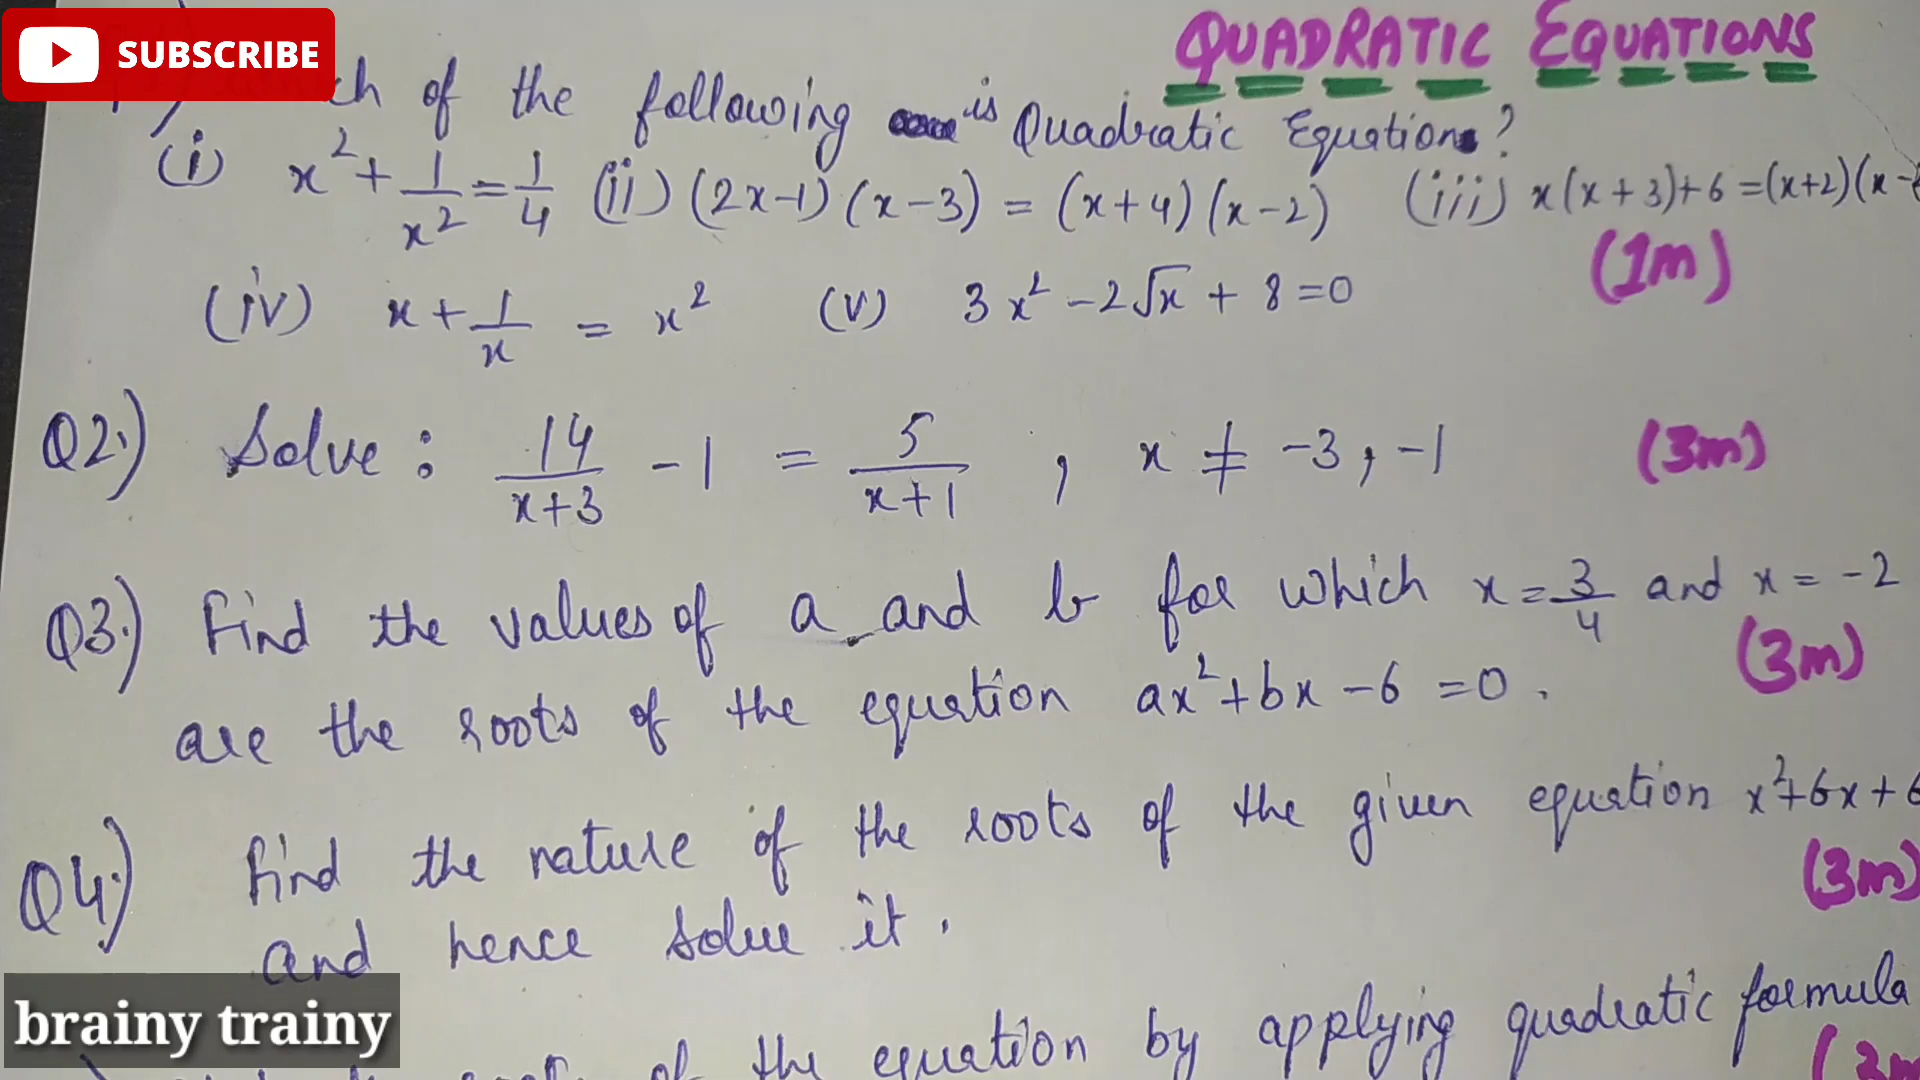 SUBSCRIBE
QUADRATIC EQUATIONS
of the following is Quadratic Equation?
(i) x² + 1/x² = 1/4 (ii) (2x-1)(x-3) = (x+4)(x-2) (iii) x(x+3)+6 = (x+2)(x-
(1m)
(iv) x + 1/x = x² (v) 3x² - 2√x + 8 = 0
Q2.) Solve : 14/(x+3) - 1 = 5/(x+1) , x ≠ -3, -1 (3m)
Q3.) Find the values of a and b for which x = 3/4 and x = -2
(3m)
are the roots of the equation ax² + bx - 6 = 0 .
Q4.) find the nature of the roots of the given equation x²+6x+6
(3m)
and hence solve it .
brainy trainy
of the equation by applying quadratic formula